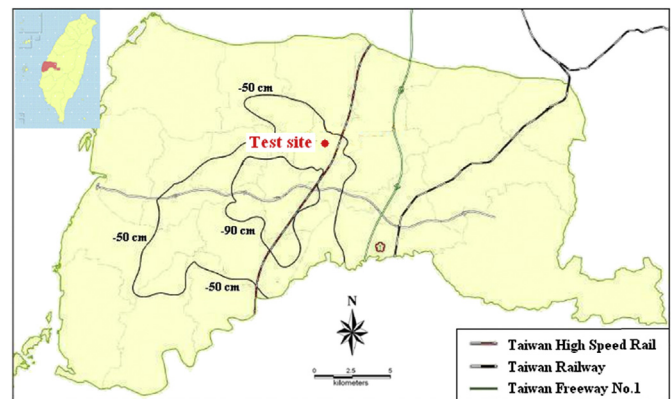 -50 cm
Test site
-50 cm
-90 cm
-50 cm
N
0 2.5 5
kilometers
Taiwan High Speed Rail
Taiwan Railway
Taiwan Freeway No.1